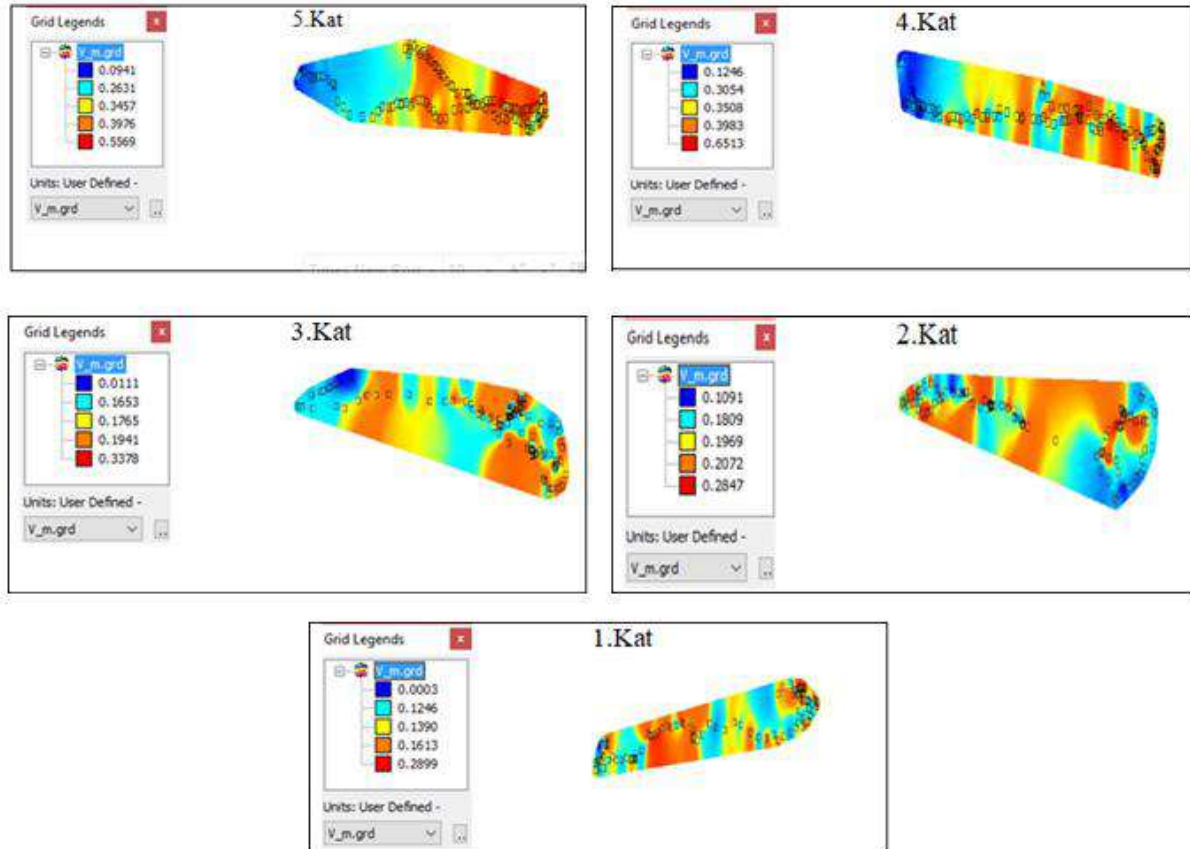 Grid Legends x
5.Kat
V_m.grd
0.0941
0.2631
0.3457
0.3976
0.5569
Units: User Defined -
V_m.grd ..
Grid Legends x
4.Kat
V_m.grd
0.1246
0.3054
0.3508
0.3983
0.6513
Units: User Defined -
V_m.grd ..
Grid Legends x
3.Kat
V_m.grd
0.0111
0.1653
0.1765
0.1941
0.3378
Units: User Defined -
V_m.grd ..
Grid Legends x
2.Kat
V_m.grd
0.1091
0.1809
0.1969
0.2072
0.2847
Units: User Defined -
V_m.grd ..
Grid Legends x
1.Kat
V_m.grd
0.0003
0.1246
0.1390
0.1613
0.2899
Units: User Defined -
V_m.grd ..